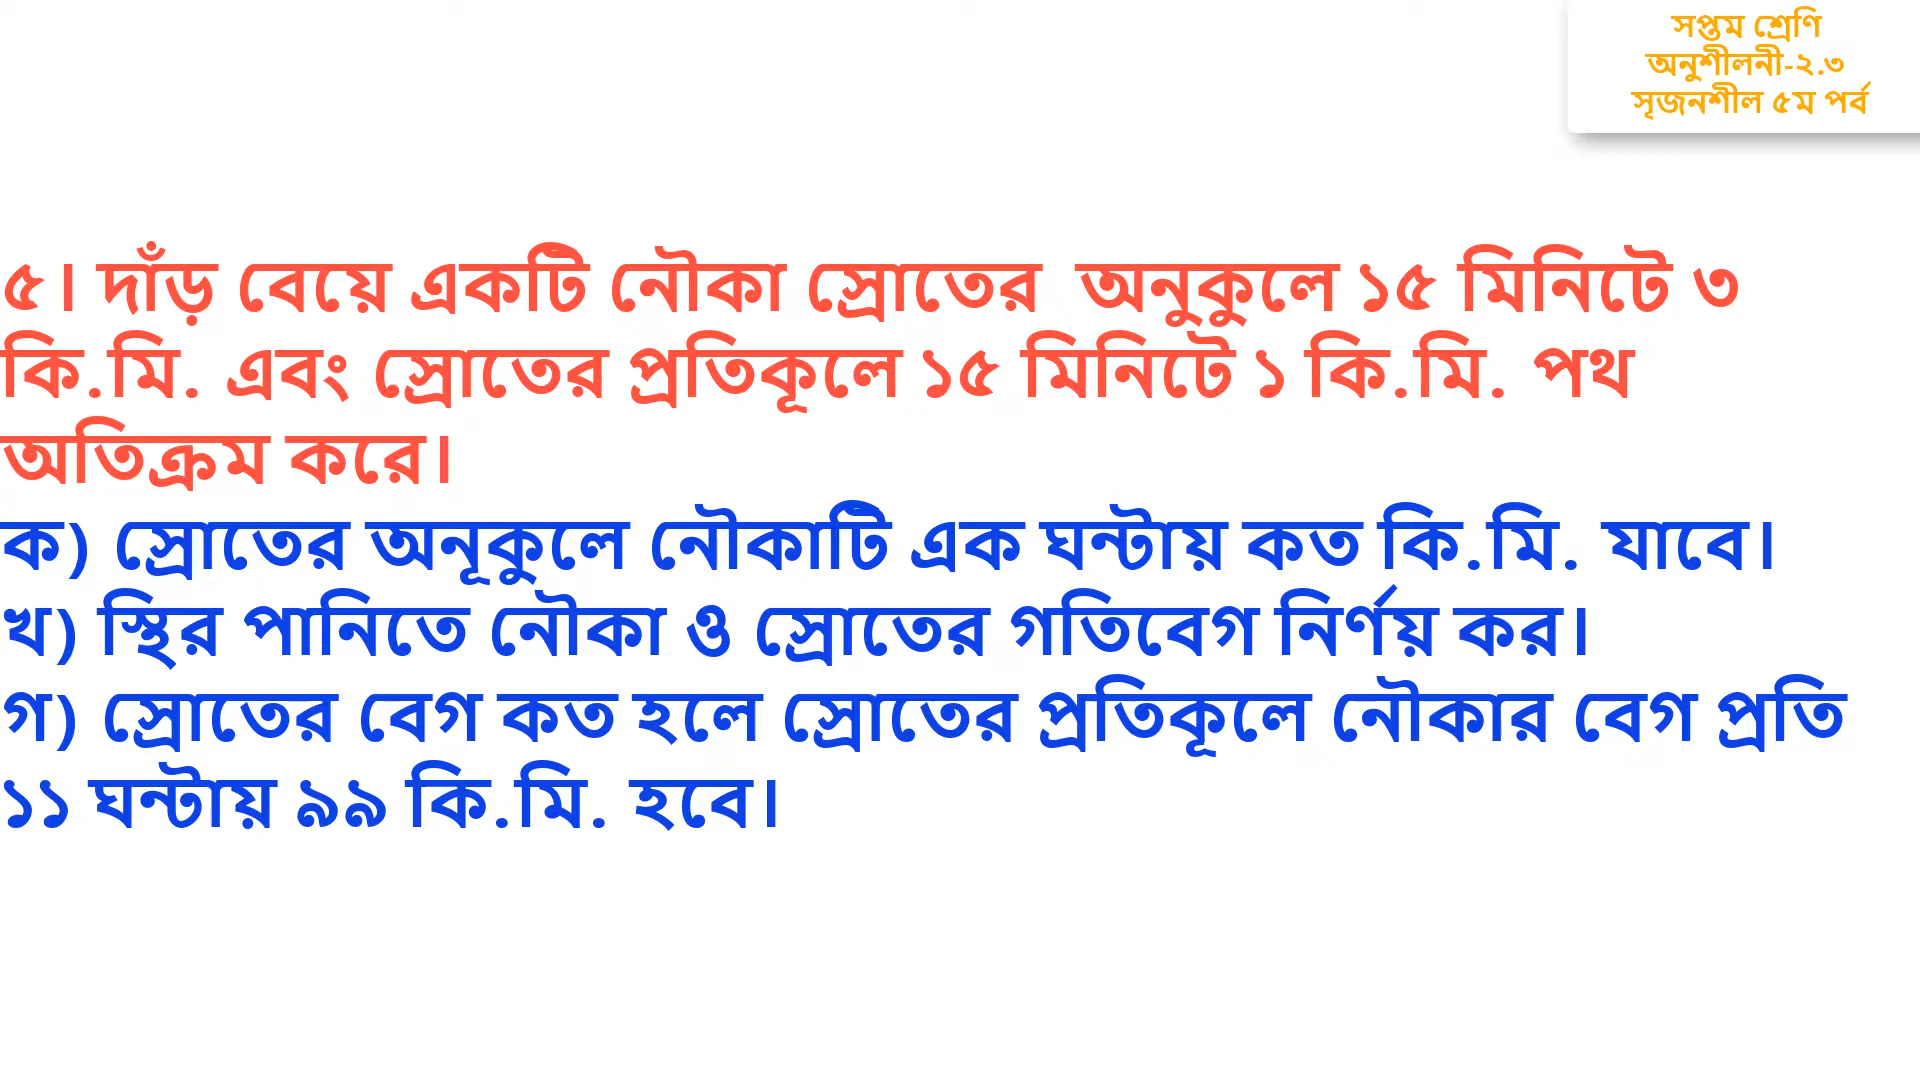 সপ্তম শ্রেণি
অনুশীলনী-২.৩
সৃজনশীল ৫ম পর্ব
৫। দাঁড় বেয়ে একটি নৌকা স্রোতের অনুকুলে ১৫ মিনিটে ৩
কি.মি. এবং স্রোতের প্রতিকূলে ১৫ মিনিটে ১ কি.মি. পথ
অতিক্রম করে।
ক) স্রোতের অনূকুলে নৌকাটি এক ঘন্টায় কত কি.মি. যাবে।
খ) স্থির পানিতে নৌকা ও স্রোতের গতিবেগ নির্ণয় কর।
গ) স্রোতের বেগ কত হলে স্রোতের প্রতিকূলে নৌকার বেগ প্রতি
১১ ঘন্টায় ৯৯ কি.মি. হবে।